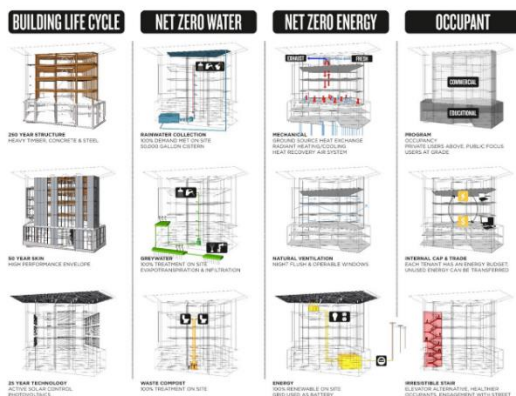 BUILDING LIFE CYCLE
NET ZERO WATER
NET ZERO ENERGY
OCCUPANT
250 YEAR STRUCTURE
HEAVY TIMBER, CONCRETE & STEEL
RAINWATER COLLECTION
100% DEMAND MET ON SITE
50,000 GALLON CISTERN
EXHAUST
FRESH
MECHANICAL
GROUND SOURCE HEAT EXCHANGE
RADIANT HEATING/COOLING
HEAT RECOVERY AIR SYSTEM
COMMERCIAL
EDUCATIONAL
PROGRAM
OCCUPANCY
PRIVATE USERS ABOVE, PUBLIC FOCUS
USERS AT GRADE
50 YEAR SKIN
HIGH PERFORMANCE ENVELOPE
GREYWATER
100% TREATMENT ON SITE
EVAPOTRANSPIRATION & INFILTRATION
NATURAL VENTILATION
NIGHT FLUSH & OPERABLE WINDOWS
INTERNAL CAP & TRADE
EACH TENANT HAS AN ENERGY BUDGET,
UNUSED ENERGY CAN BE TRANSFERRED
25 YEAR TECHNOLOGY
ACTIVE SOLAR CONTROL
PHOTOVOLTAICS
WASTE COMPOST
100% TREATMENT ON SITE
ENERGY
100% RENEWABLE ON SITE
GRID USED AS BATTERY
IRRESISTIBLE STAIR
ELEVATOR ALTERNATIVE, HEALTHIER
OCCUPANTS, ENGAGEMENT WITH STREET